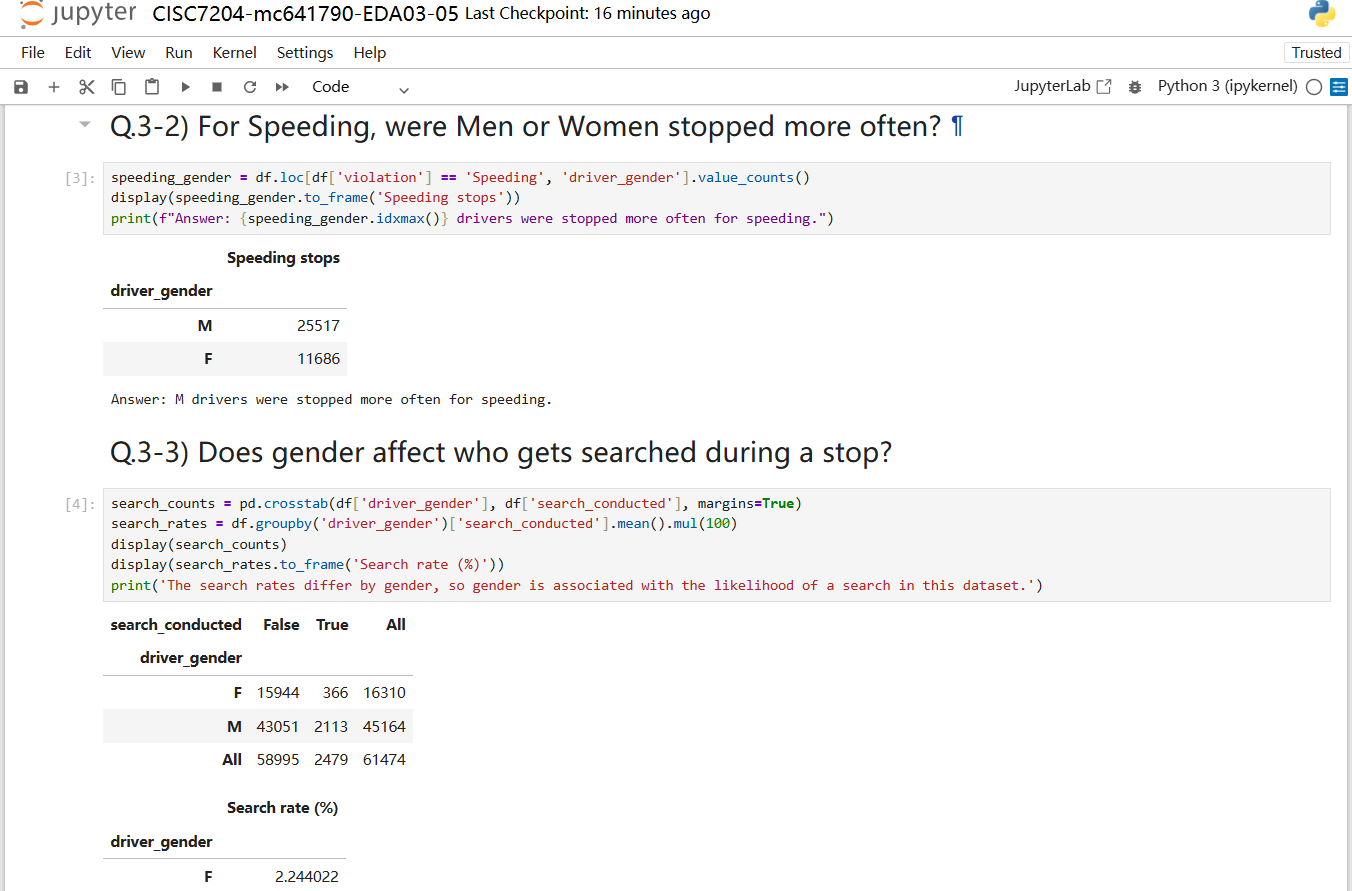 jupyter CISC7204-mc641790-EDA03-05 Last Checkpoint: 16 minutes ago
File Edit View Run Kernel Settings Help Trusted
Code JupyterLab Python 3 (ipykernel)
Q.3-2) For Speeding, were Men or Women stopped more often? ¶
[3]: speeding_gender = df.loc[df['violation'] == 'Speeding', 'driver_gender'].value_counts()
display(speeding_gender.to_frame('Speeding stops'))
print(f"Answer: {speeding_gender.idxmax()} drivers were stopped more often for speeding.")
Speeding stops
driver_gender
M 25517
F 11686
Answer: M drivers were stopped more often for speeding.
Q.3-3) Does gender affect who gets searched during a stop?
[4]: search_counts = pd.crosstab(df['driver_gender'], df['search_conducted'], margins=True)
search_rates = df.groupby('driver_gender')['search_conducted'].mean().mul(100)
display(search_counts)
display(search_rates.to_frame('Search rate (%)'))
print('The search rates differ by gender, so gender is associated with the likelihood of a search in this dataset.')
search_conducted False True All
driver_gender
F 15944 366 16310
M 43051 2113 45164
All 58995 2479 61474
Search rate (%)
driver_gender
F 2.244022